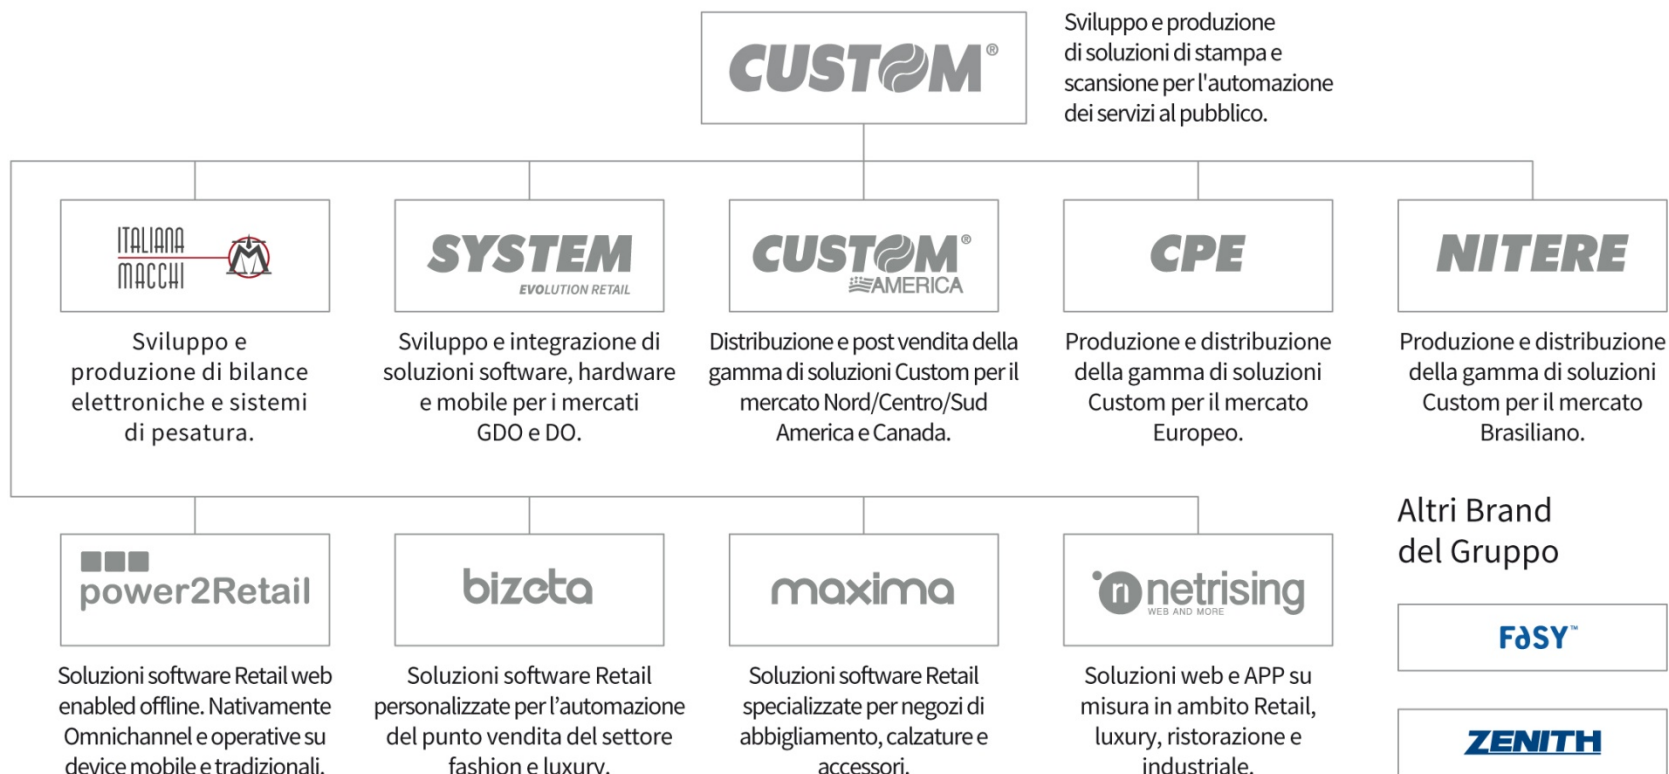 CUSTOM®
Sviluppo e produzione
di soluzioni di stampa e
scansione per l'automazione
dei servizi al pubblico.
ITALIANA
MACCHI
Sviluppo e
produzione di bilance
elettroniche e sistemi
di pesatura.
SYSTEM
EVOLUTION RETAIL
Sviluppo e integrazione di
soluzioni software, hardware
e mobile per i mercati
GDO e DO.
CUSTOM®
AMERICA
Distribuzione e post vendita della
gamma di soluzioni Custom per il
mercato Nord/Centro/Sud
America e Canada.
CPE
Produzione e distribuzione
della gamma di soluzioni
Custom per il mercato
Europeo.
NITERE
Produzione e distribuzione
della gamma di soluzioni
Custom per il mercato
Brasiliano.
power2Retail
Soluzioni software Retail web
enabled offline. Nativamente
Omnichannel e operative su
device mobile e tradizionali.
bizeta
Soluzioni software Retail
personalizzate per l’automazione
del punto vendita del settore
fashion e luxury.
maxima
Soluzioni software Retail
specializzate per negozi di
abbigliamento, calzature e
accessori.
n netrising
WEB AND MORE
Soluzioni web e APP su
misura in ambito Retail,
luxury, ristorazione e
industriale.
Altri Brand
del Gruppo
FaSY™
ZENITH